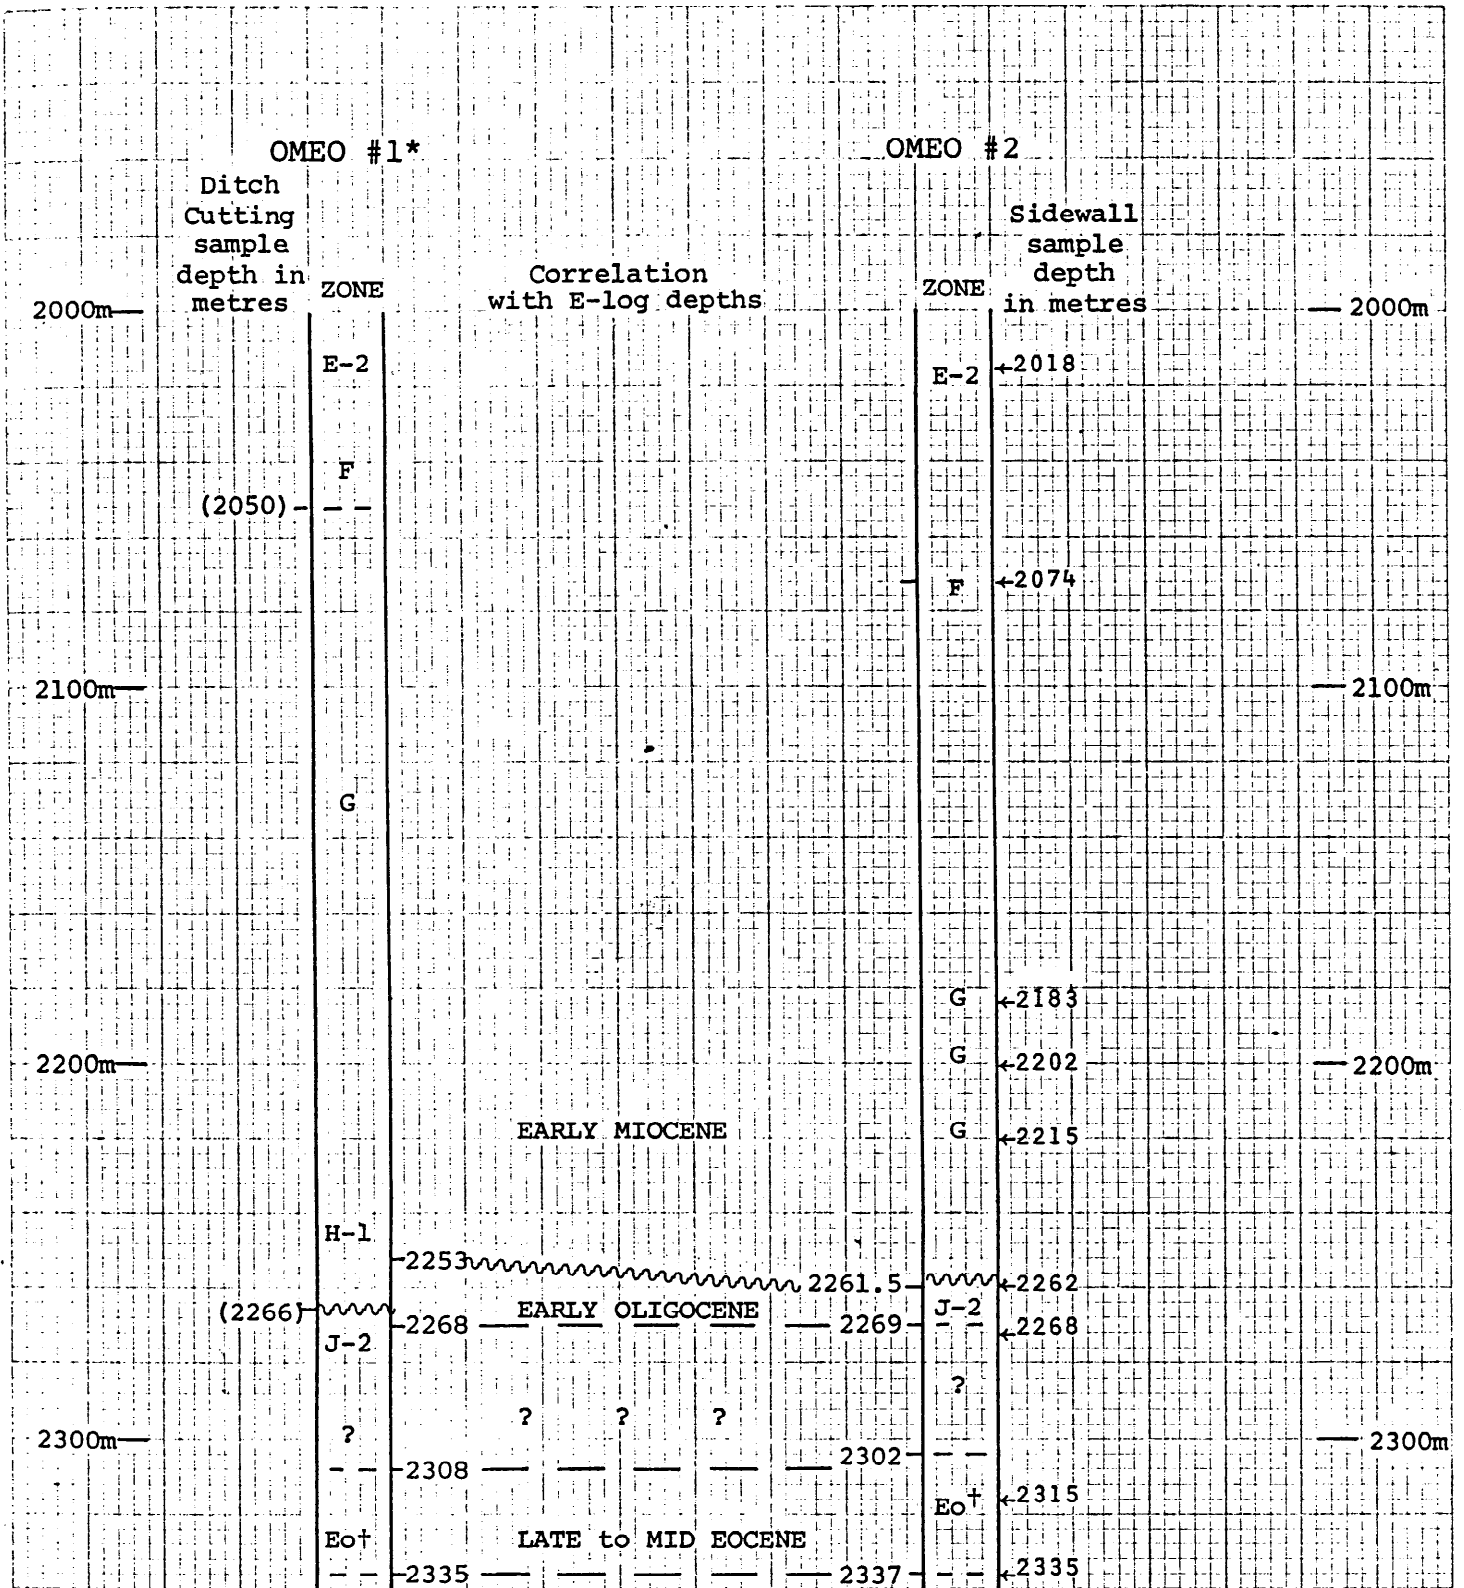 OMEO #1*
OMEO #2
Ditch
Cutting
sample
depth in
metres
ZONE
Correlation
with E-log depths
ZONE
Sidewall
sample
depth
in metres
2000m
2000m
E-2
E-2
2018
F
(2050)
F
2074
2100m
2100m
G
G
2183
G
2200m
2202
2200m
EARLY MIOCENE
G
2215
H-1
2253
2261.5
2262
(2266)
EARLY OLIGOCENE
J-2
2268
2269
2268
J-2
?
? ? ?
?
2300m
2300m
2302
2308
Eo†
2315
Eo†
LATE to MID EOCENE
2335
2337
2335